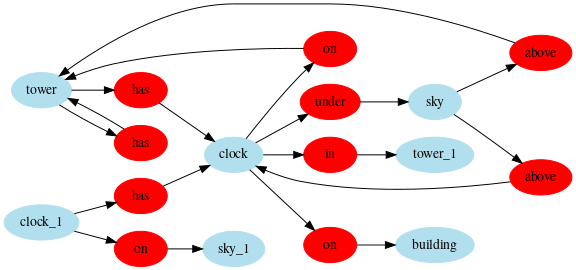 above
on
tower
has
under
sky
has
clock
in
tower_1
above
has
clock_1
on
sky_1
on
building